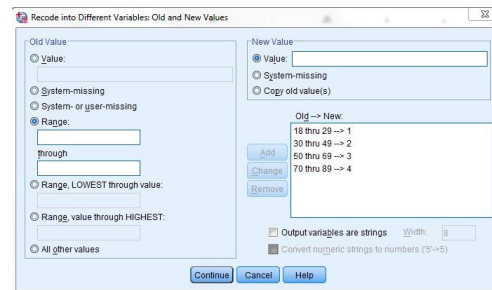 Recode into Different Variables: Old and New Values
Old Value
Value:
System-missing
System- or user-missing
Range:
through
Range, LOWEST through value:
Range, value through HIGHEST:
All other values
New Value
Value:
System-missing
Copy old value(s)
Old --> New:
18 thru 29 --> 1
30 thru 49 --> 2
50 thru 69 --> 3
70 thru 89 --> 4
Add
Change
Remove
Output variables are strings Width: 8
Convert numeric strings to numbers ('5'->5)
Continue Cancel Help